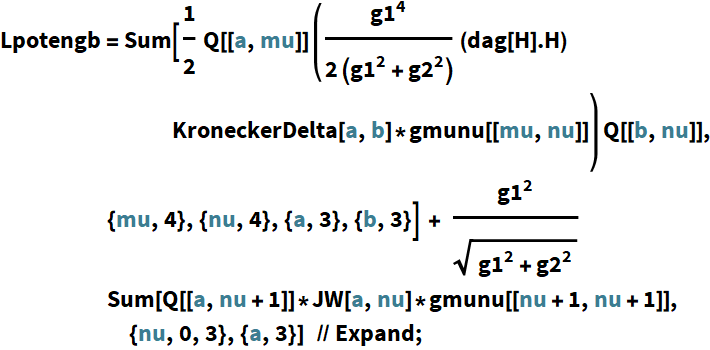 Lpotengb = Sum[1/2 Q[[a, mu]] (g1^4/(2 (g1^2 + g2^2)) (dag[H].H)
KroneckerDelta[a, b]*gmunu[[mu, nu]]) Q[[b, nu]],
{mu, 4}, {nu, 4}, {a, 3}, {b, 3}] + g1^2/√(g1^2 + g2^2)
Sum[Q[[a, nu + 1]]*JW[a, nu]*gmunu[[nu + 1, nu + 1]],
{nu, 0, 3}, {a, 3}] // Expand;